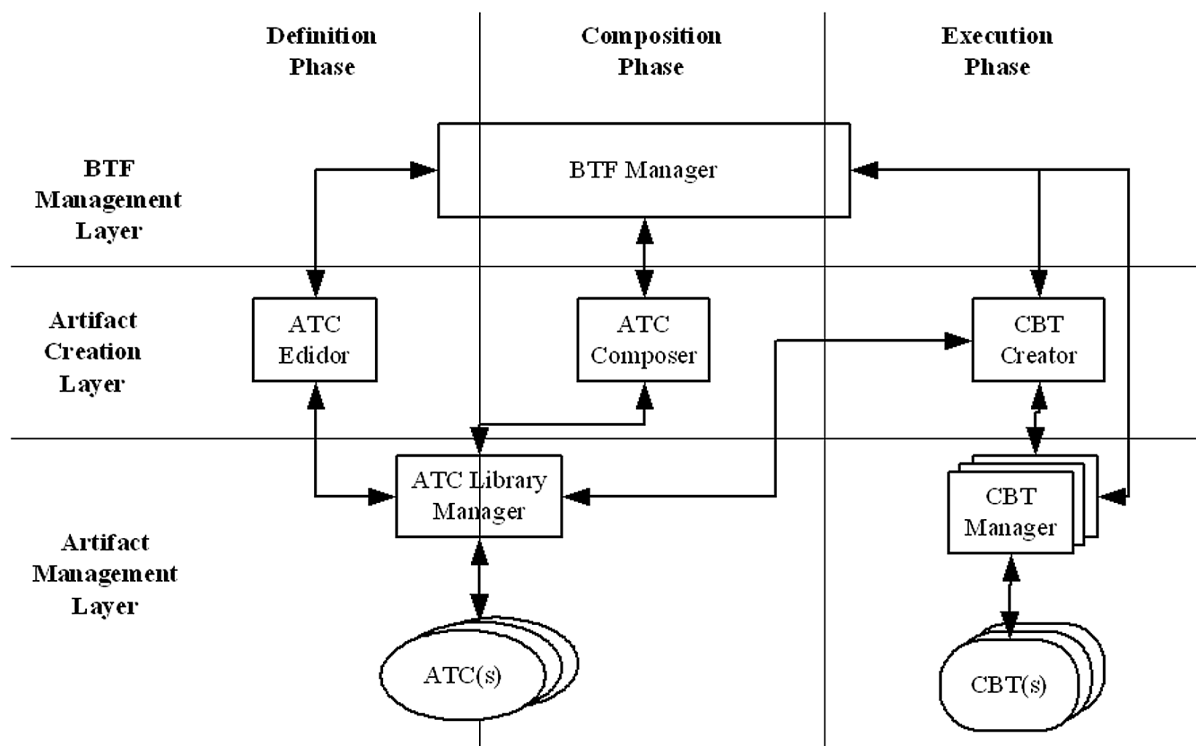 Definition
Phase
Composition
Phase
Execution
Phase
BTF
Management
Layer
BTF Manager
Artifact
Creation
Layer
ATC
Edidor
ATC
Composer
CBT
Creator
Artifact
Management
Layer
ATC Library
Manager
CBT
Manager
ATC(s)
CBT(s)